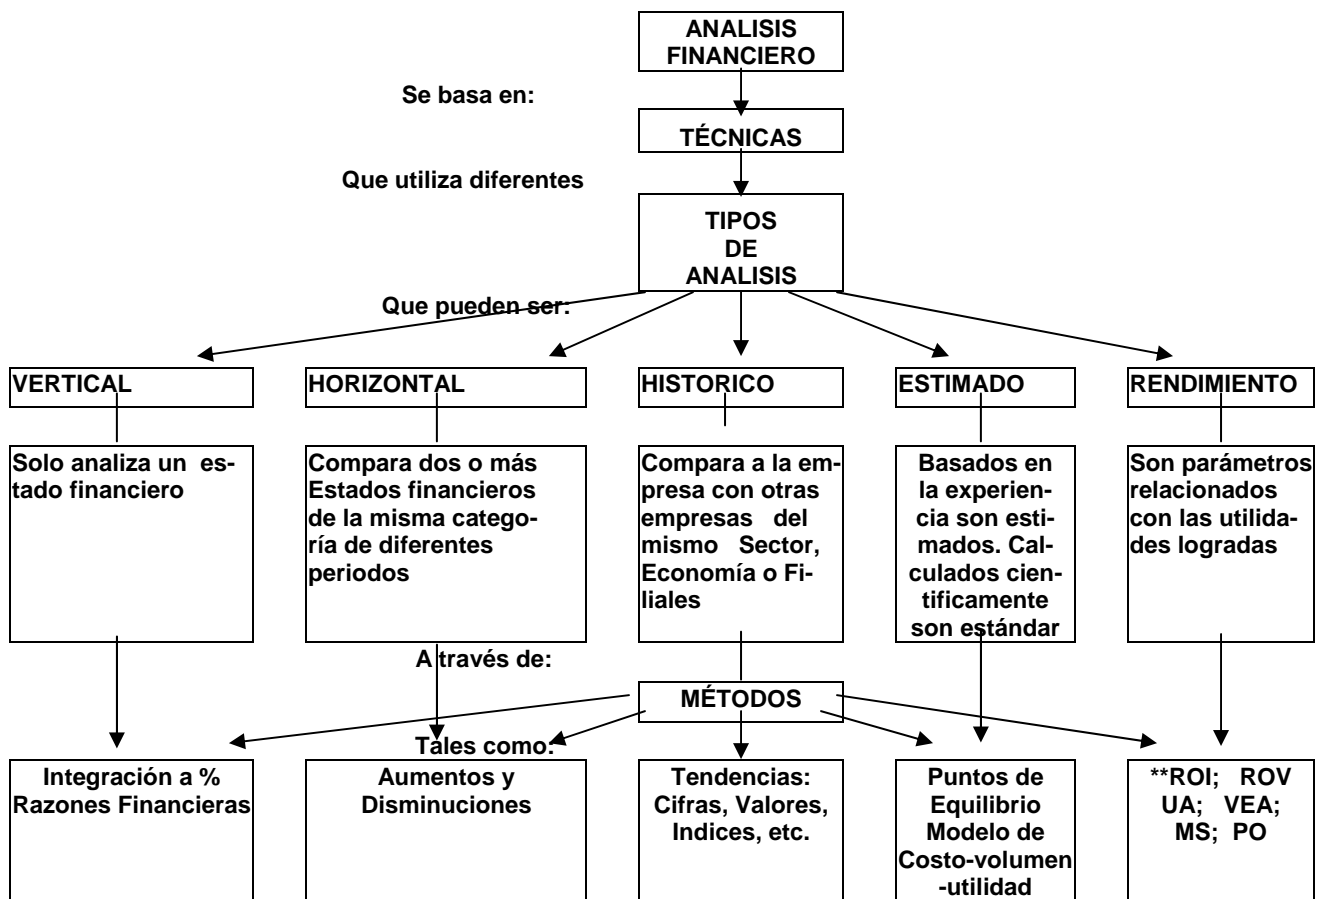 ANALISIS
FINANCIERO
Se basa en:
TÉCNICAS
Que utiliza diferentes
TIPOS
DE
ANALISIS
Que pueden ser:
VERTICAL
HORIZONTAL
HISTORICO
ESTIMADO
RENDIMIENTO
Solo analiza un es-
tado financiero
Compara dos o más
Estados financieros
de la misma catego-
ría de diferentes
periodos
Compara a la em-
presa con otras
empresas del
mismo Sector,
Economía o Fi-
liales
Basados en
la experien-
cia son esti-
mados. Cal-
culados cien-
tificamente
son estándar
Son parámetros
relacionados
con las utilida-
des logradas
A través de:
MÉTODOS
Tales como:
Integración a %
Razones Financieras
Aumentos y
Disminuciones
Tendencias:
Cifras, Valores,
Indices, etc.
Puntos de
Equilibrio
Modelo de
Costo-volumen
-utilidad
**ROI; ROV
UA; VEA;
MS; PO